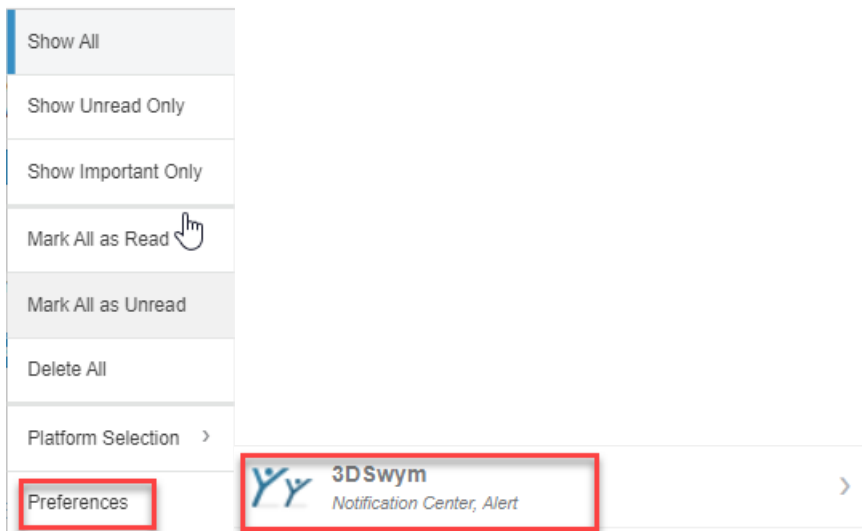 Show All
Show Unread Only
Show Important Only
Mark All as Read
Mark All as Unread
Delete All
Platform Selection
Preferences
3DSwym
Notification Center, Alert